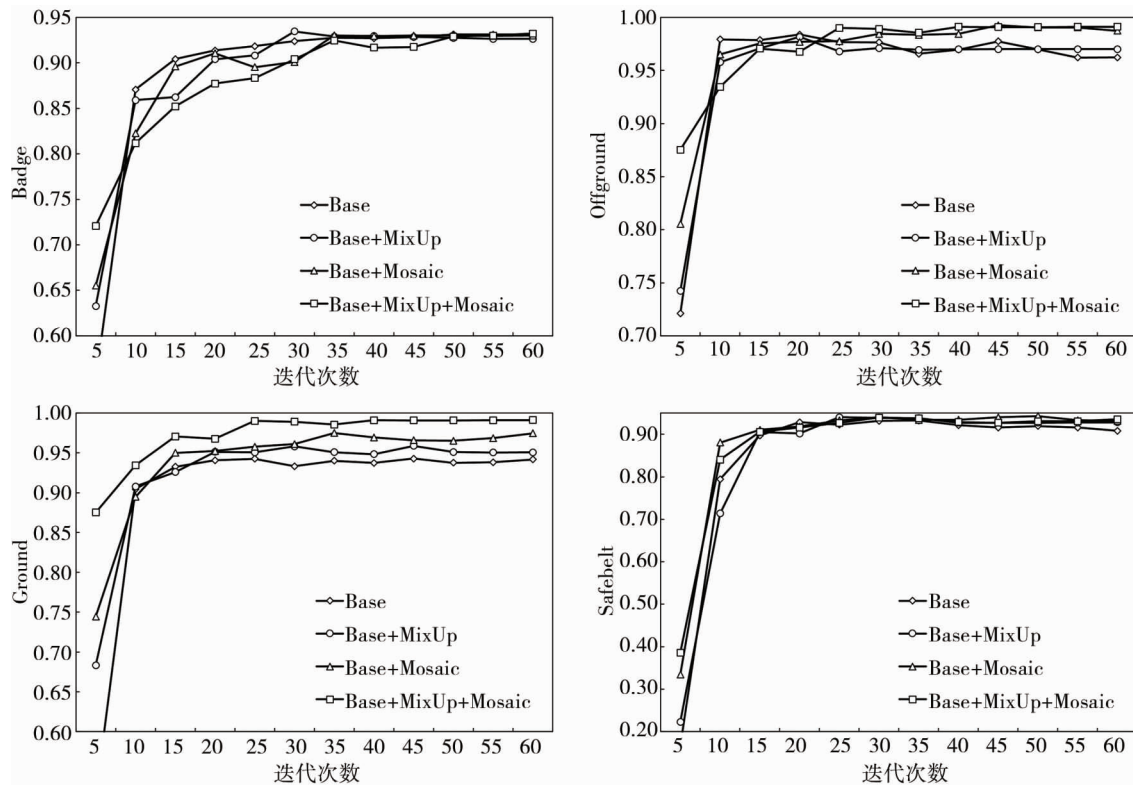 0.95
0.90
0.85
0.80
0.75
0.70
0.65
0.60
Badge
Base
Base+MixUp
Base+Mosaic
Base+MixUp+Mosaic
5 10 15 20 25 30 35 40 45 50 55 60
迭代次数
1.00
0.95
0.90
0.85
0.80
0.75
0.70
Offground
Base
Base+MixUp
Base+Mosaic
Base+MixUp+Mosaic
5 10 15 20 25 30 35 40 45 50 55 60
迭代次数
1.00
0.95
0.90
0.85
0.80
0.75
0.70
0.65
0.60
Ground
Base
Base+MixUp
Base+Mosaic
Base+MixUp+Mosaic
5 10 15 20 25 30 35 40 45 50 55 60
迭代次数
0.90
0.80
0.70
0.60
0.50
0.40
0.30
0.20
Safebelt
Base
Base+MixUp
Base+Mosaic
Base+MixUp+Mosaic
5 10 15 20 25 30 35 40 45 50 55 60
迭代次数